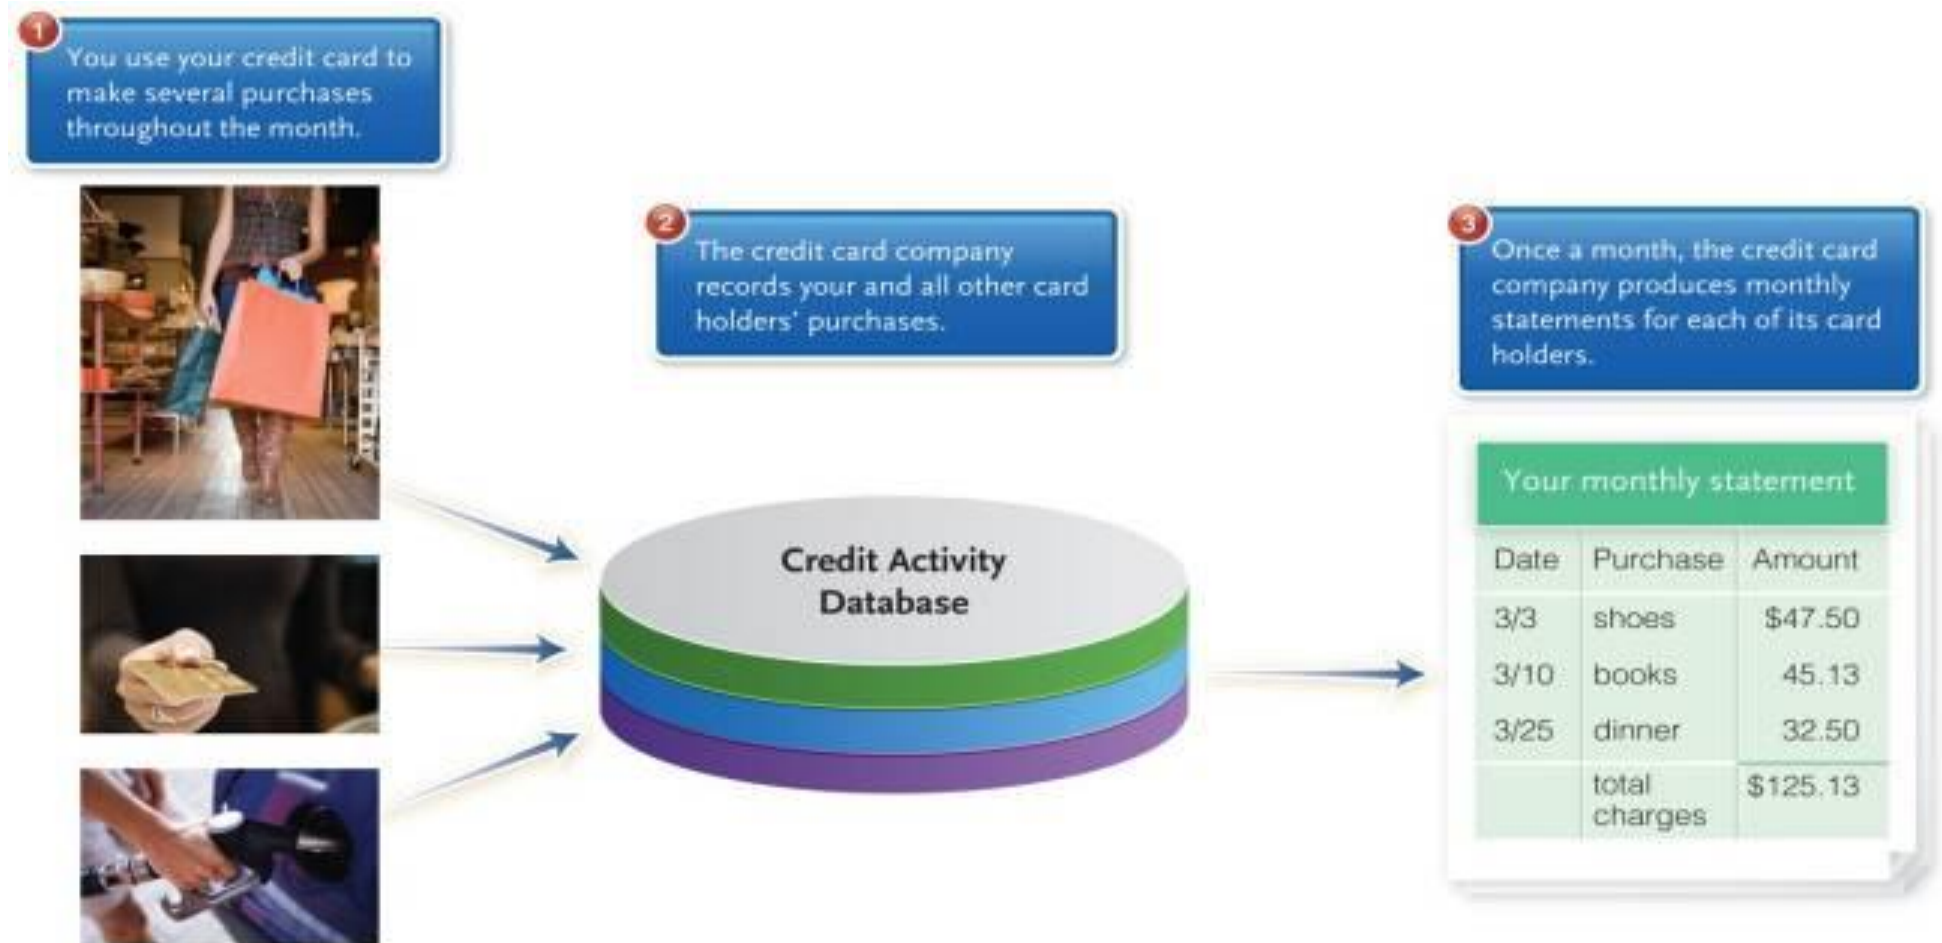 1
You use your credit card to
make several purchases
throughout the month.
2
The credit card company
records your and all other card
holders' purchases.
3
Once a month, the credit card
company produces monthly
statements for each of its card
holders.
Credit Activity
Database
Your monthly statement
Date Purchase Amount
3/3 shoes $47.50
3/10 books 45.13
3/25 dinner 32.50
total $125.13
charges